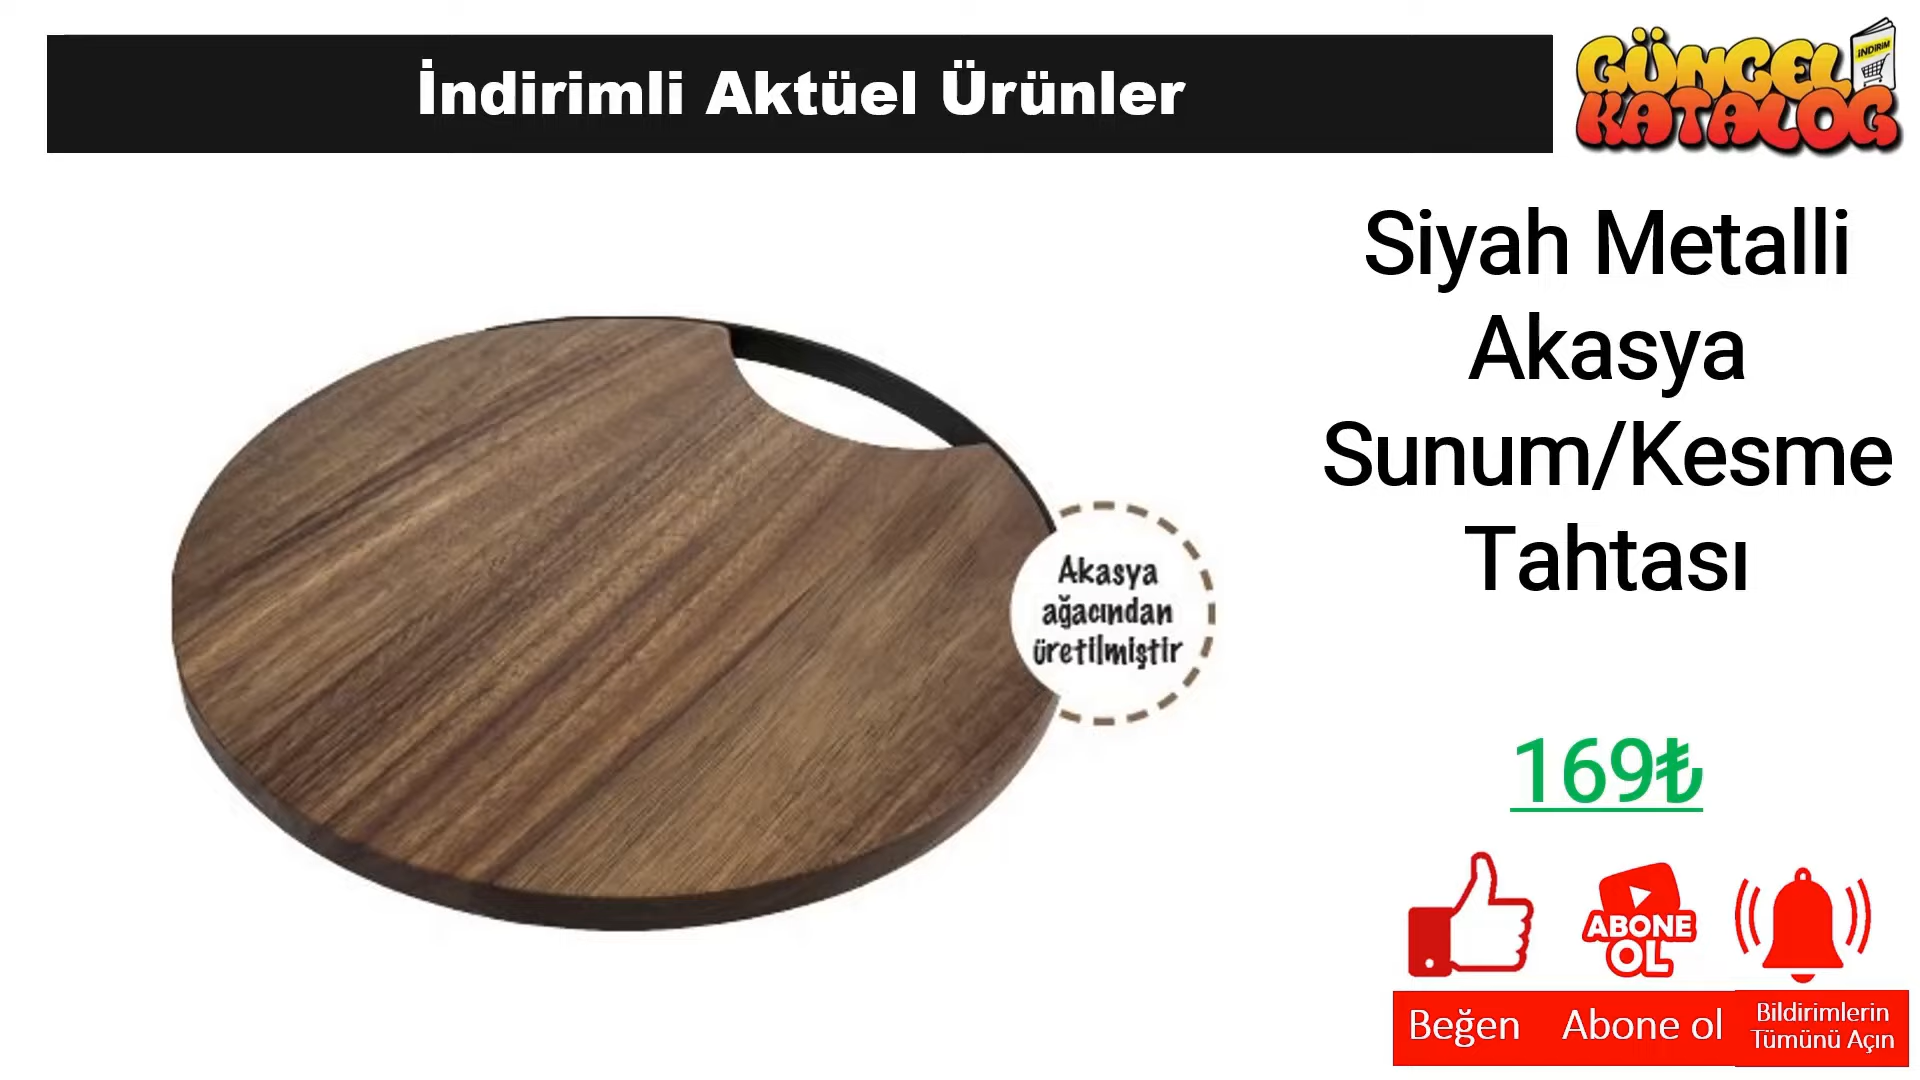 İndirimli Aktüel Ürünler
GÜNCEL
İNDİRİM
KATALOG
Siyah Metalli
Akasya
Sunum/Kesme
Tahtası
Akasya
ağacından
üretilmiştir
169₺
ABONE
OL
Beğen
Abone ol
Bildirimlerin
Tümünü Açın